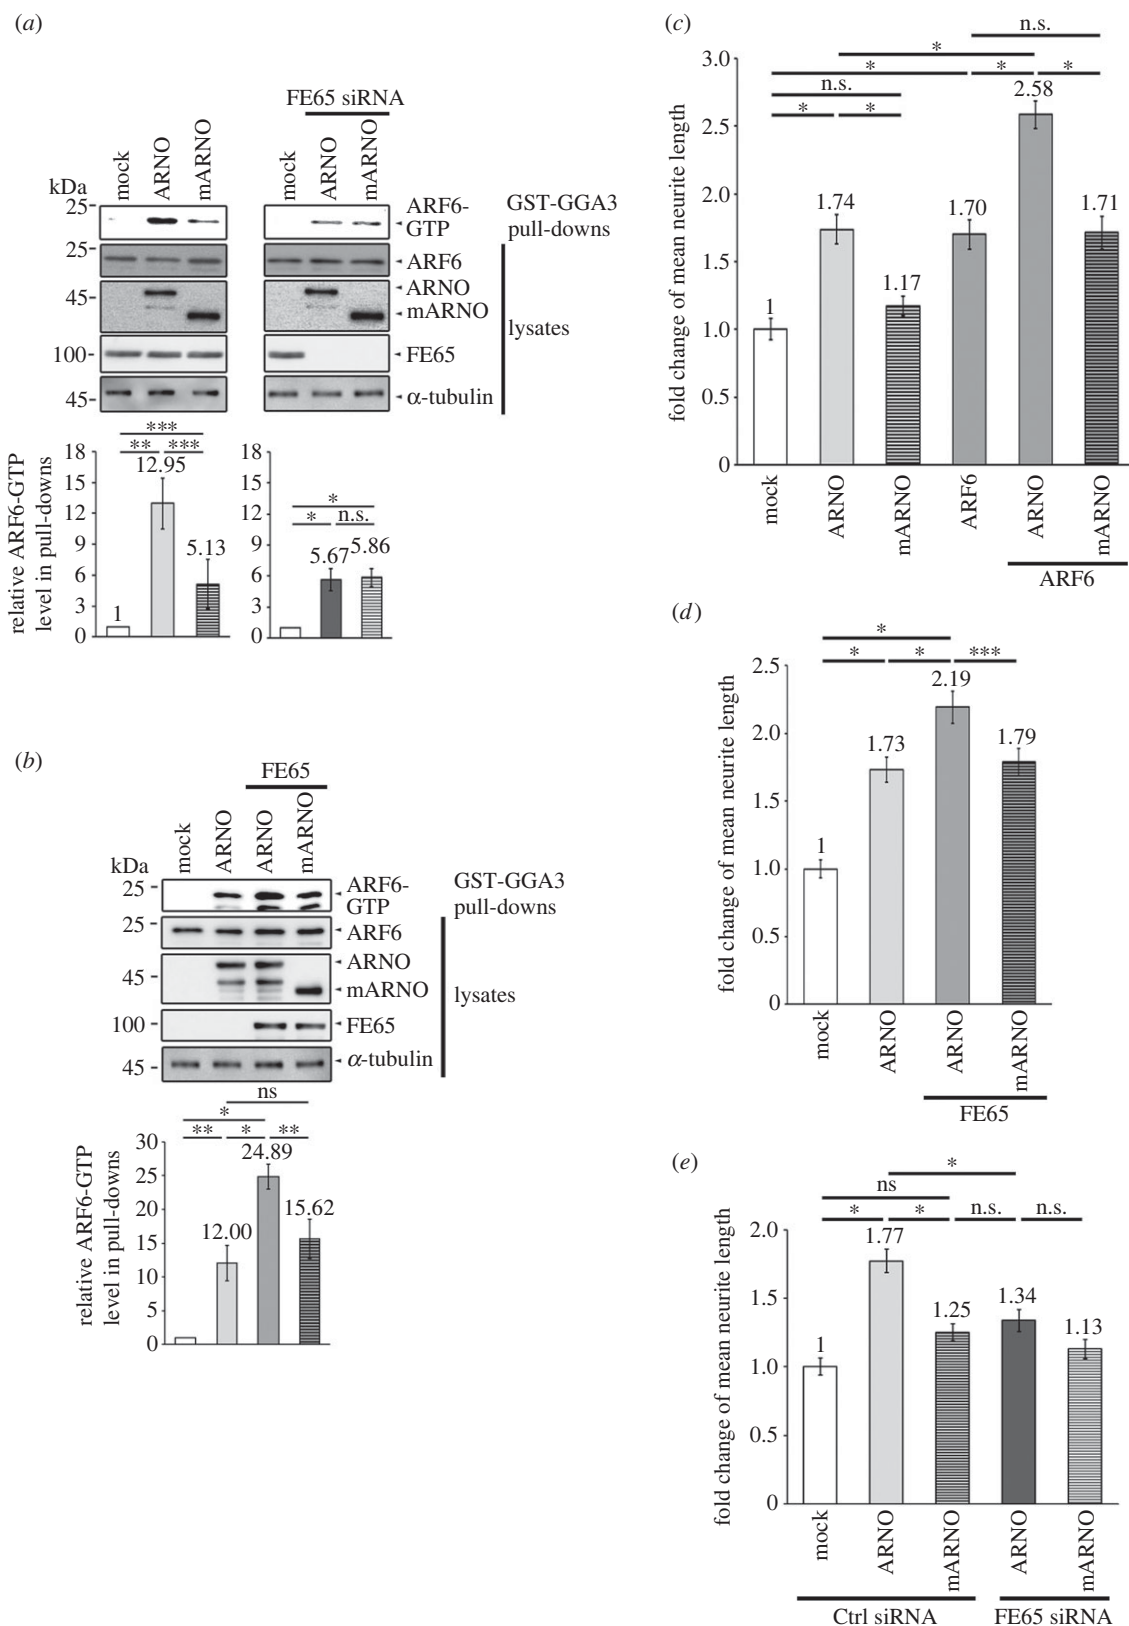 (a)
FE65 siRNA
mock
ARNO
mARNO
mock
ARNO
mARNO
kDa
25
ARF6-
GTP
GST-GGA3
pull-downs
25
ARF6
45
ARNO
mARNO
lysates
100
FE65
45
α-tubulin
relative ARF6-GTP
level in pull-downs
***
** ***
18
15
12
9
6
3
0
1
12.95
5.13
*
* n.s.
18
15
12
9
6
3
0
5.67
5.86
(b)
FE65
mock
ARNO
ARNO
mARNO
kDa
25
ARF6-
GTP
GST-GGA3
pull-downs
25
ARF6
45
ARNO
mARNO
lysates
100
FE65
45
α-tubulin
relative ARF6-GTP
level in pull-downs
ns
*
** * **
30
25
20
15
10
5
0
12.00
24.89
15.62
(c)
n.s.
*
* * *
n.s.
* *
fold change of mean neurite length
3.0
2.5
2.0
1.5
1.0
0.5
0
1
1.74
1.17
1.70
2.58
1.71
mock
ARNO
mARNO
ARF6
ARNO
mARNO
ARF6
(d)
*
* * ***
fold change of mean neurite length
2.5
2.0
1.5
1.0
0.5
0
1
1.73
2.19
1.79
mock
ARNO
ARNO
mARNO
FE65
(e)
*
ns
* * n.s. n.s.
fold change of mean neurite length
2.0
1.5
1.0
0.5
0
1
1.77
1.25
1.34
1.13
mock
ARNO
mARNO
ARNO
mARNO
Ctrl siRNA
FE65 siRNA